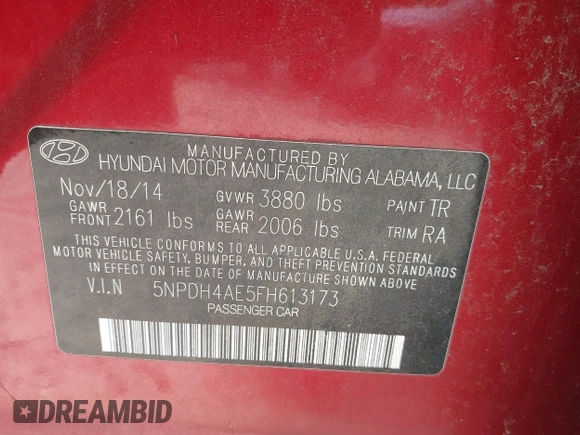 MANUFACTURED BY
HYUNDAI MOTOR MANUFACTURING ALABAMA, LLC
Nov/18/14 GVWR 3880 lbs PAINT TR
GAWR FRONT 2161 lbs GAWR REAR 2006 lbs TRIM RA
THIS VEHICLE CONFORMS TO ALL APPLICABLE U.S.A. FEDERAL
MOTOR VEHICLE SAFETY, BUMPER, AND THEFT PREVENTION STANDARDS
IN EFFECT ON THE DATE OF MANUFACTURE SHOWN ABOVE.
V.I.N 5NPDH4AE5FH613173
PASSENGER CAR
DREAMBID